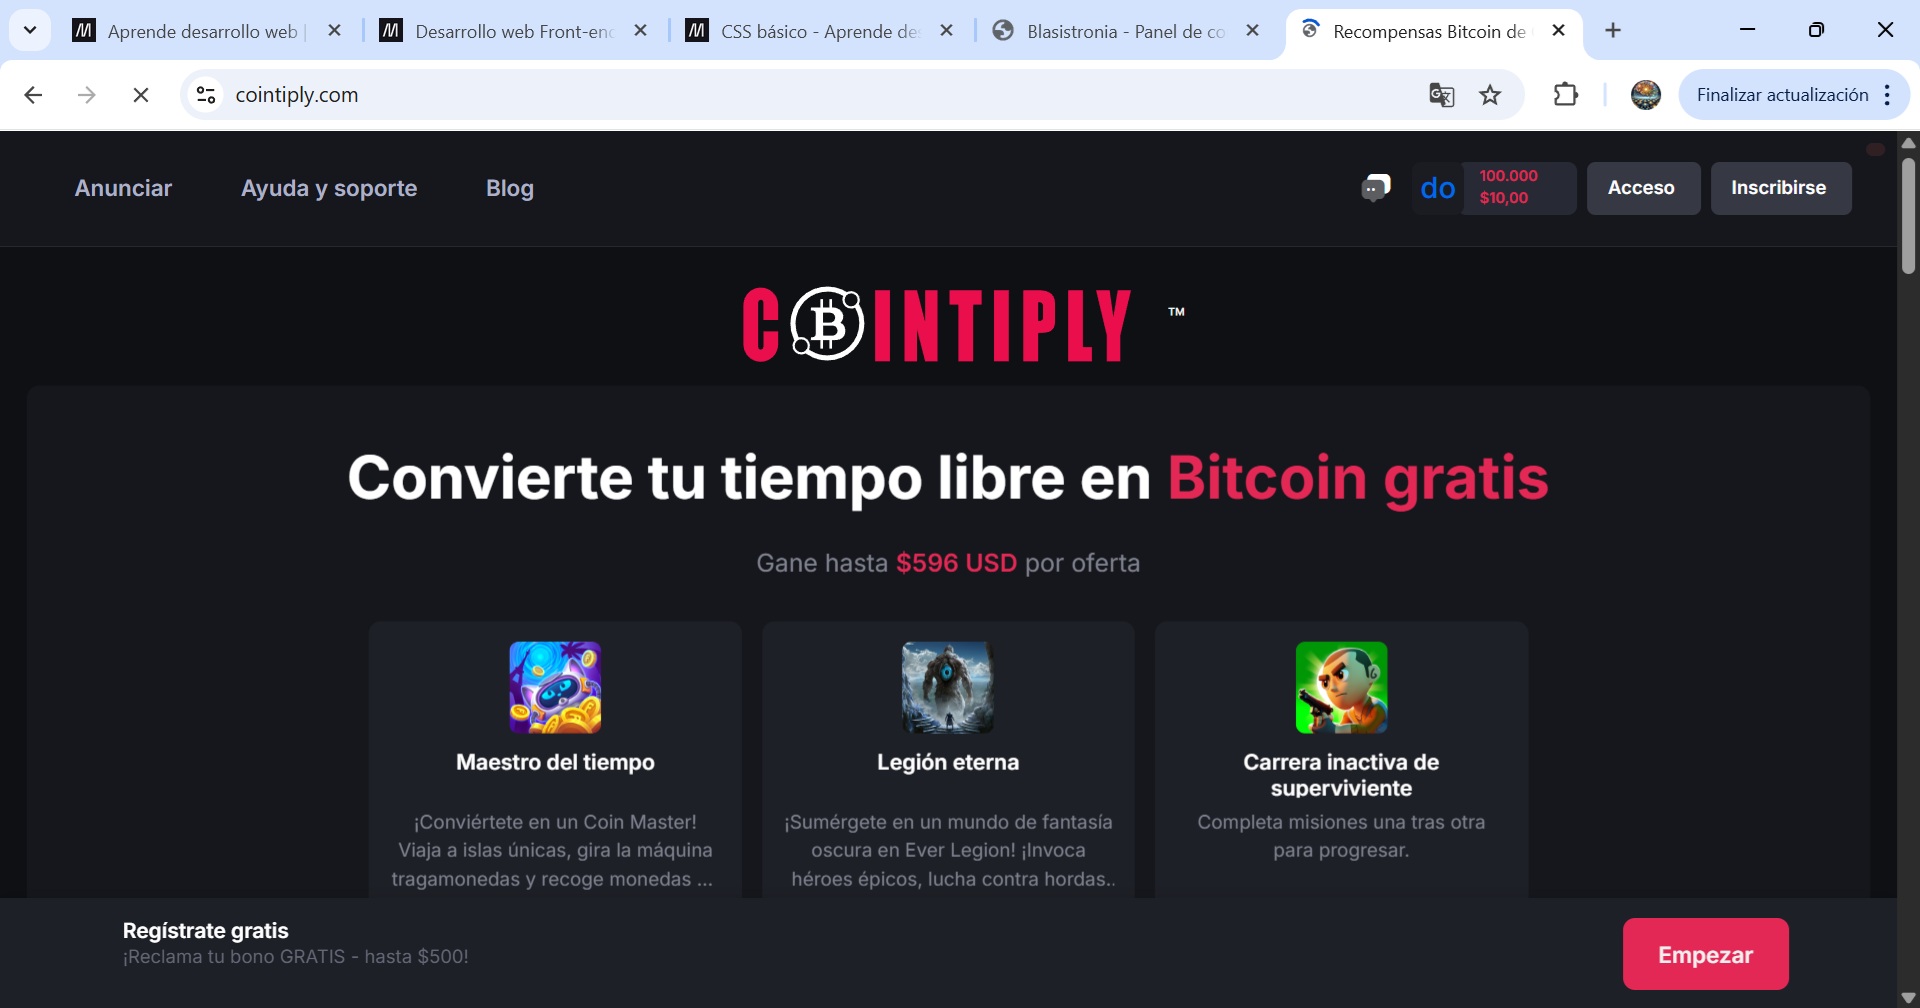 Aprende desarrollo web |
Desarrollo web Front-en
CSS básico - Aprende de
Blasistronia - Panel de co
Recompensas Bitcoin de
cointiply.com
Finalizar actualización
Anunciar
Ayuda y soporte
Blog
do
100.000
$10,00
Acceso
Inscribirse
COINTIPLY ™
Convierte tu tiempo libre en Bitcoin gratis
Gane hasta $596 USD por oferta
Maestro del tiempo
¡Conviértete en un Coin Master!
Viaja a islas únicas, gira la máquina
tragamonedas y recoge monedas ...
Legión eterna
¡Sumérgete en un mundo de fantasía
oscura en Ever Legion! ¡Invoca
héroes épicos, lucha contra hordas..
Carrera inactiva de
superviviente
Completa misiones una tras otra
para progresar.
Regístrate gratis
¡Reclama tu bono GRATIS - hasta $500!
Empezar